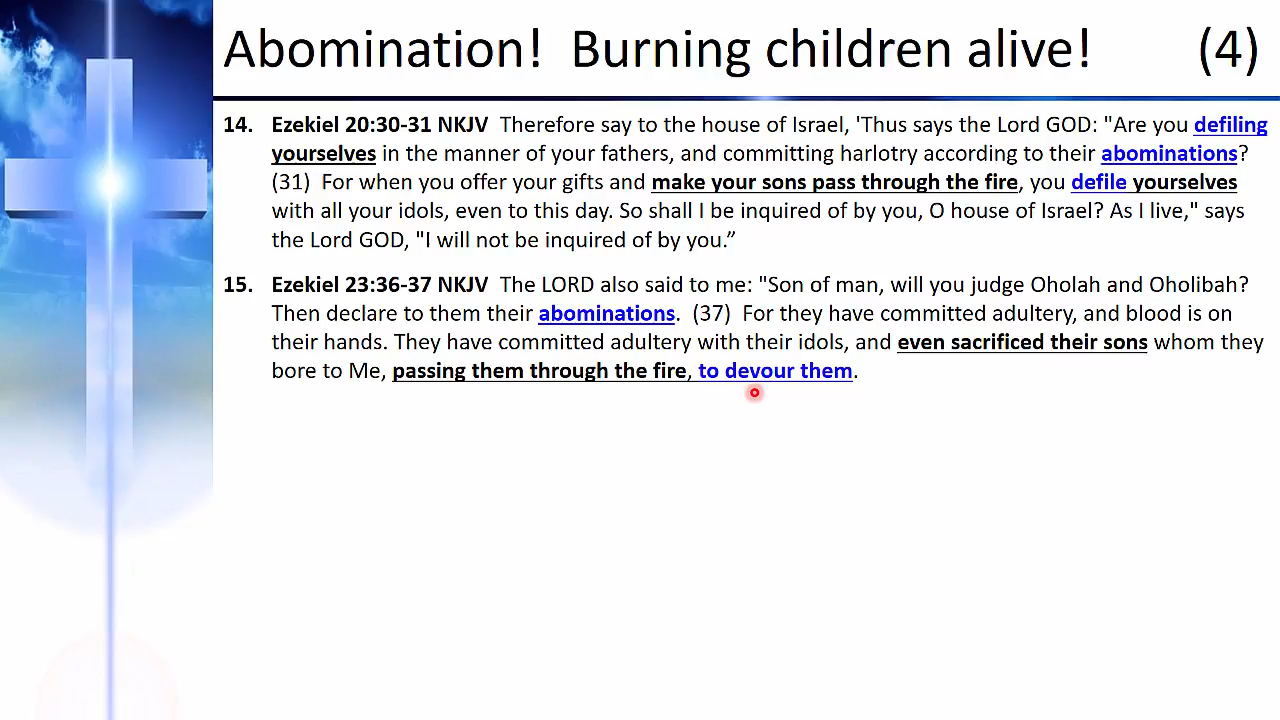 Abomination!  Burning children alive! (4)
14. Ezekiel 20:30-31 NKJV  Therefore say to the house of Israel, 'Thus says the Lord GOD: "Are you defiling
yourselves in the manner of your fathers, and committing harlotry according to their abominations?
(31)  For when you offer your gifts and make your sons pass through the fire, you defile yourselves
with all your idols, even to this day. So shall I be inquired of by you, O house of Israel? As I live," says
the Lord GOD, "I will not be inquired of by you.”
15. Ezekiel 23:36-37 NKJV  The LORD also said to me: "Son of man, will you judge Oholah and Oholibah?
Then declare to them their abominations.  (37)  For they have committed adultery, and blood is on
their hands. They have committed adultery with their idols, and even sacrificed their sons whom they
bore to Me, passing them through the fire, to devour them.